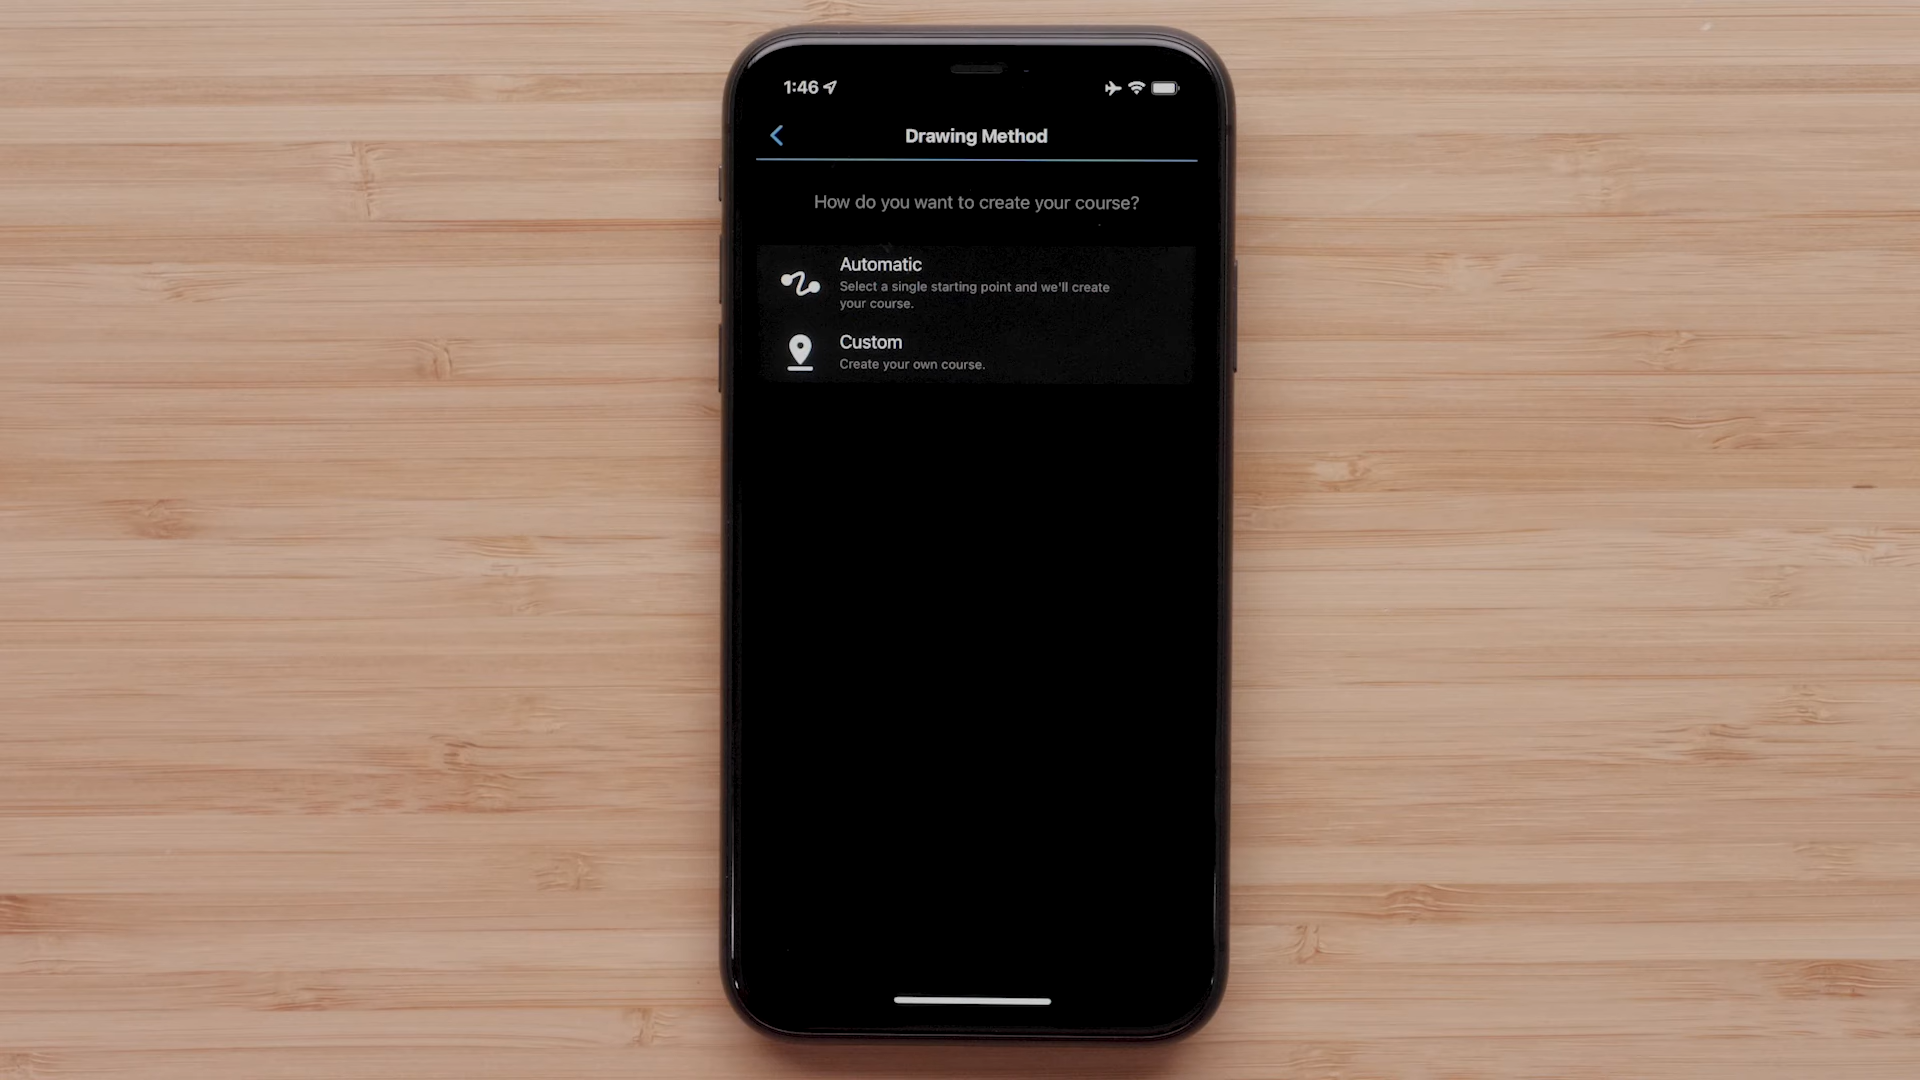 1:46
Drawing Method
How do you want to create your course?
Automatic
Select a single starting point and we'll create
your course.
Custom
Create your own course.